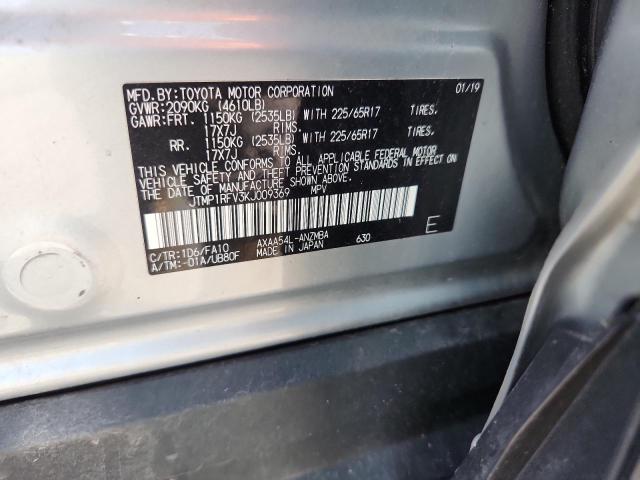 MFD. BY: TOYOTA MOTOR CORPORATION 01/19
GVWR: 2090KG (4610LB)
GAWR: FRT. 1150KG (2535LB) WITH 225/65R17 TIRES,
17X7J RIMS.
RR. 1150KG (2535LB) WITH 225/65R17 TIRES,
17X7J RIMS.
THIS VEHICLE CONFORMS TO ALL APPLICABLE FEDERAL MOTOR
VEHICLE SAFETY AND THEFT PREVENTION STANDARDS IN EFFECT
ON THE DATE OF MANUFACTURE SHOWN ABOVE.
JTMP1RFV3KJ009369 MPV
C/TR: 1D6/FA10 AXAA54L-ANZMBA 630 E
A/TM: -01A/UB80F MADE IN JAPAN